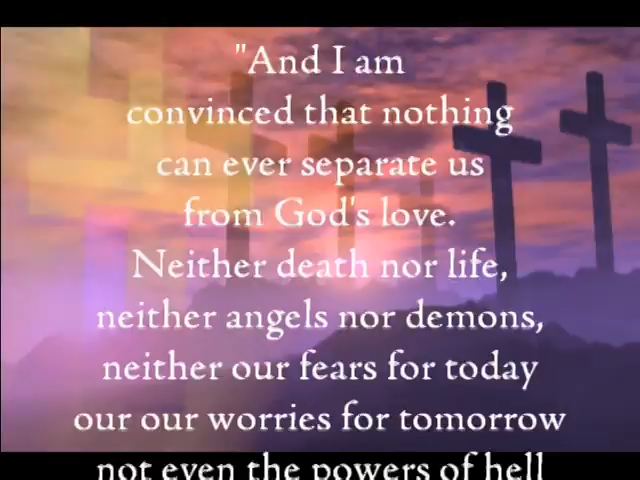 "And I am
convinced that nothing
can ever separate us
from God's love.
Neither death nor life,
neither angels nor demons,
neither our fears for today
our our worries for tomorrow
not even the powers of hell